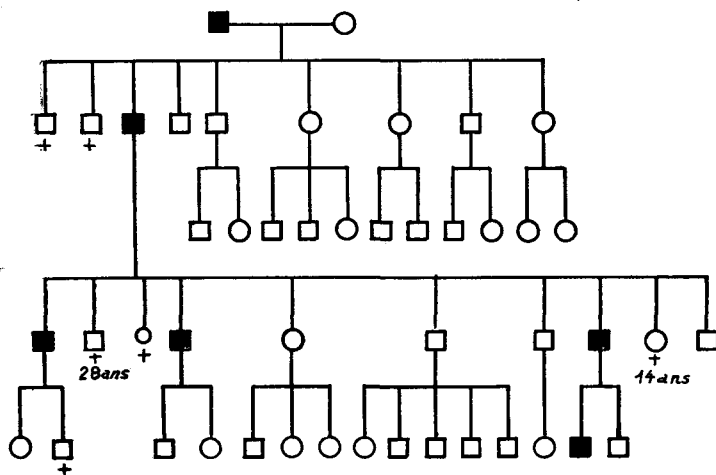 + +
+ +
28ans 14ans
+
+